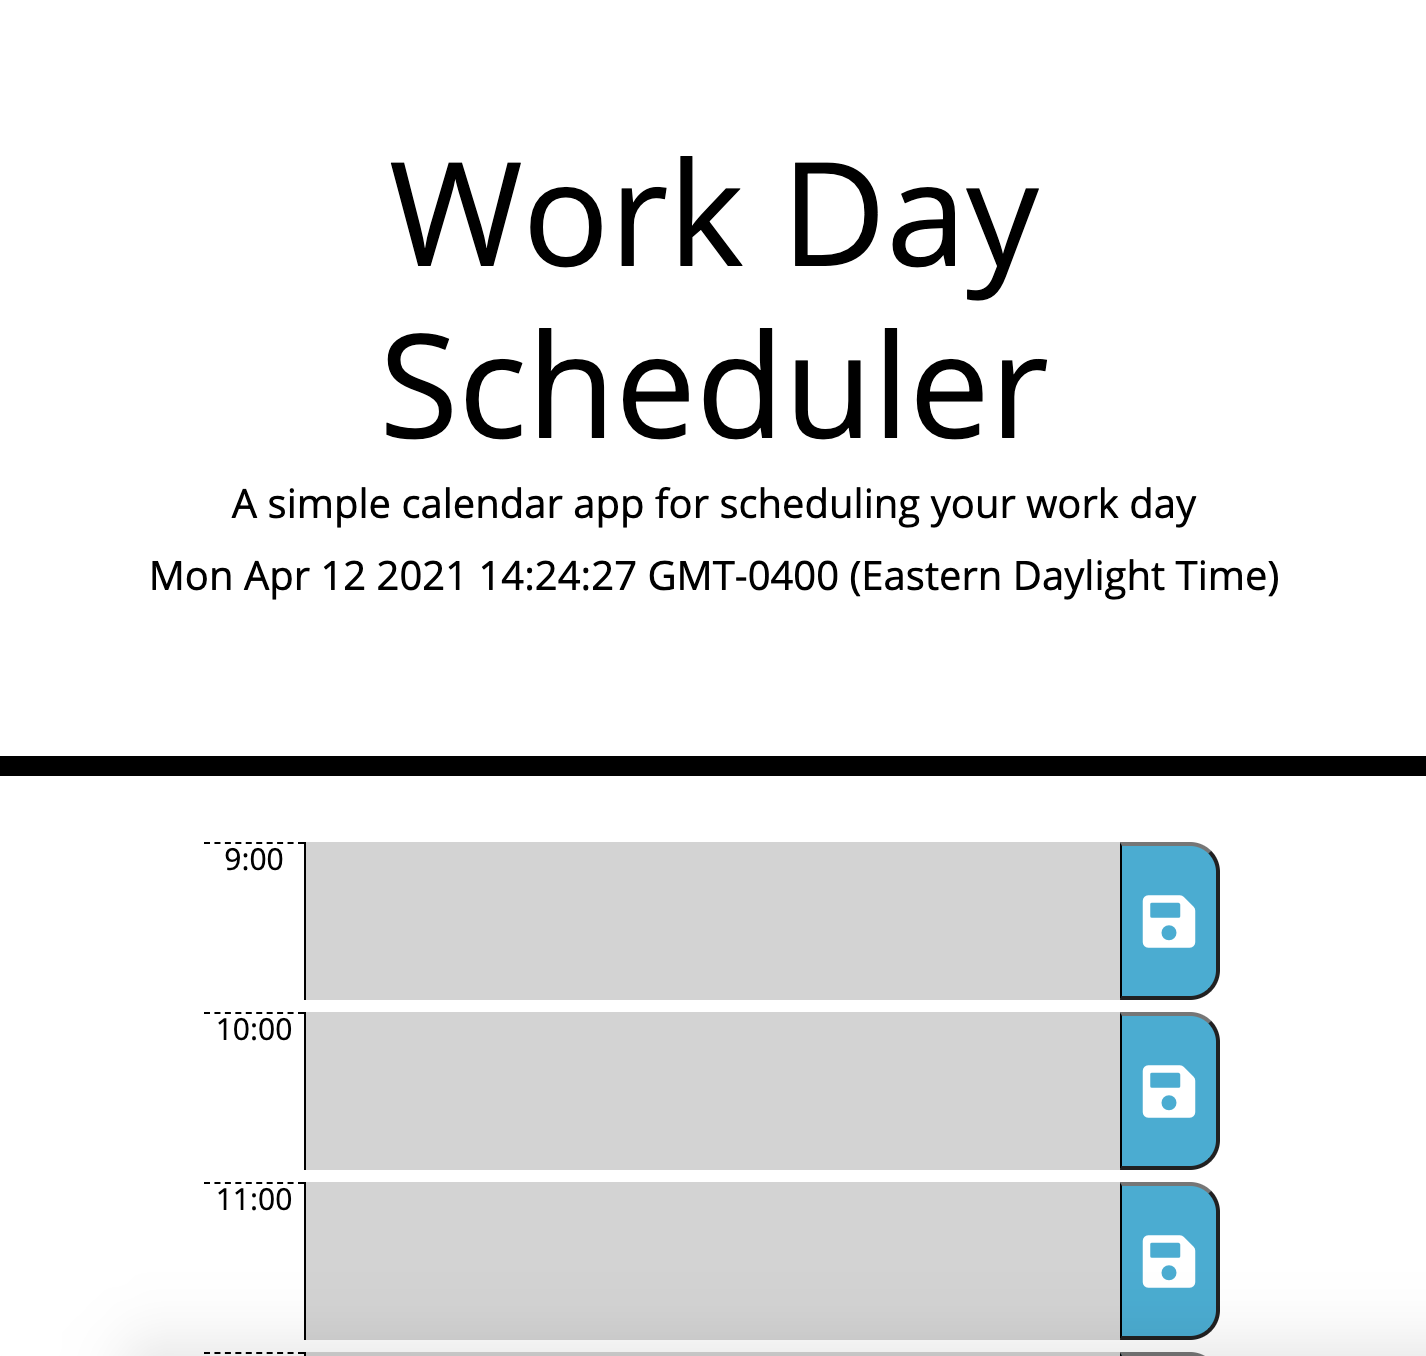 Work Day
Scheduler
A simple calendar app for scheduling your work day
Mon Apr 12 2021 14:24:27 GMT-0400 (Eastern Daylight Time)
9:00
10:00
11:00